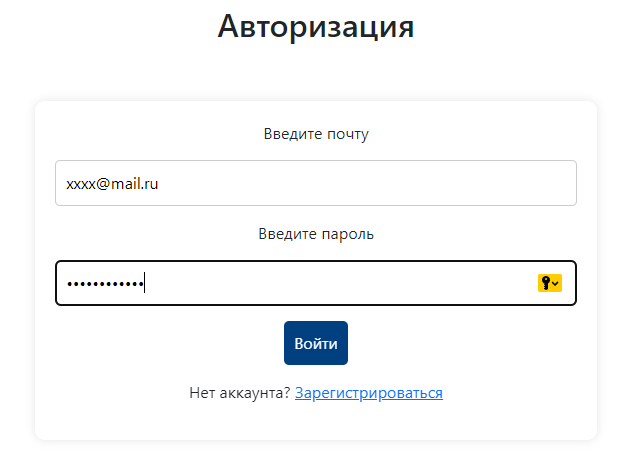 Авторизация
Введите почту
xxxx@mail.ru
Введите пароль
••••••••••••
Войти
Нет аккаунта? Зарегистрироваться